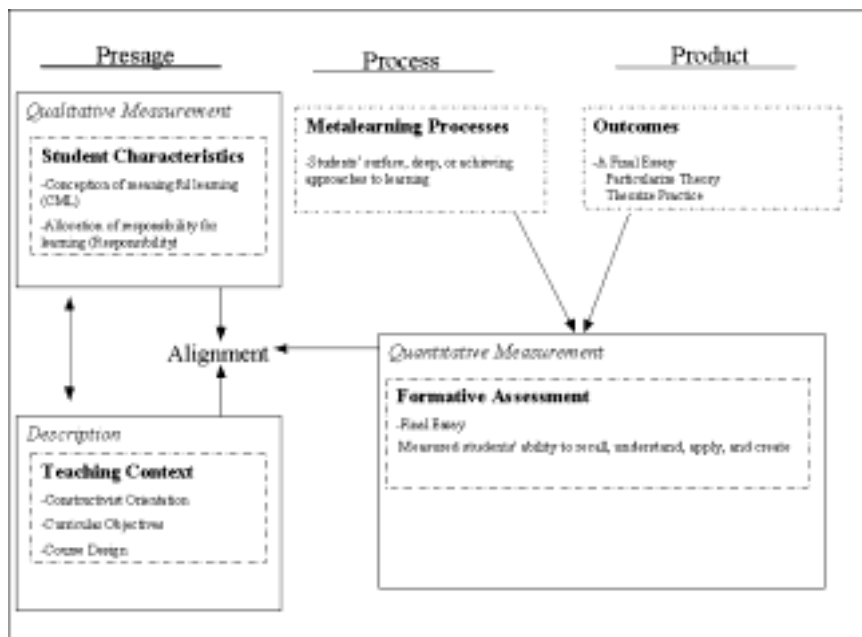 Presage
Process
Product
Qualitative Measurement
Student Characteristics
-Conception of meaningful learning
(CML)
-Allocation of responsibility for
learning (Responsibility)
Metalearning Processes
-Students' surface, deep, or achieving
approaches to learning
Outcomes
-A Final Essay
Particularize Theory
Theorize Practice
Alignment
Description
Teaching Context
-Constructivist Orientation
-Curricular Objectives
-Course Design
Quantitative Measurement
Formative Assessment
-Final Essay
Measured students' ability to recall, understand, apply, and create